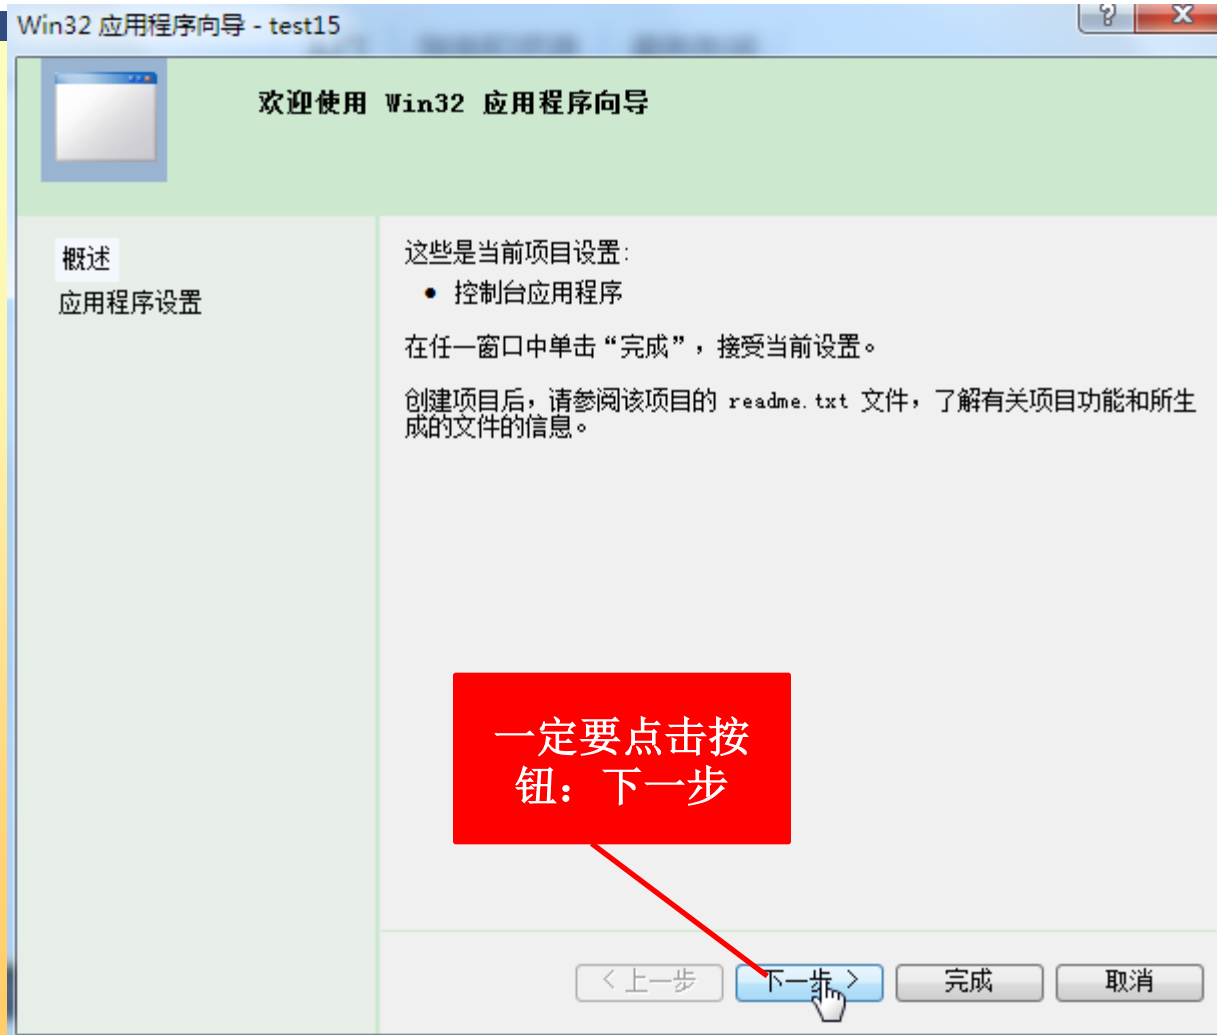 Win32 应用程序向导 - test15
欢迎使用 Win32 应用程序向导
概述
应用程序设置
这些是当前项目设置:
• 控制台应用程序
在任一窗口中单击“完成”，接受当前设置。
创建项目后，请参阅该项目的 readme.txt 文件，了解有关项目功能和所生
成的文件的信息。
一定要点击按
钮：下一步
< 上一步
下一步 >
完成
取消